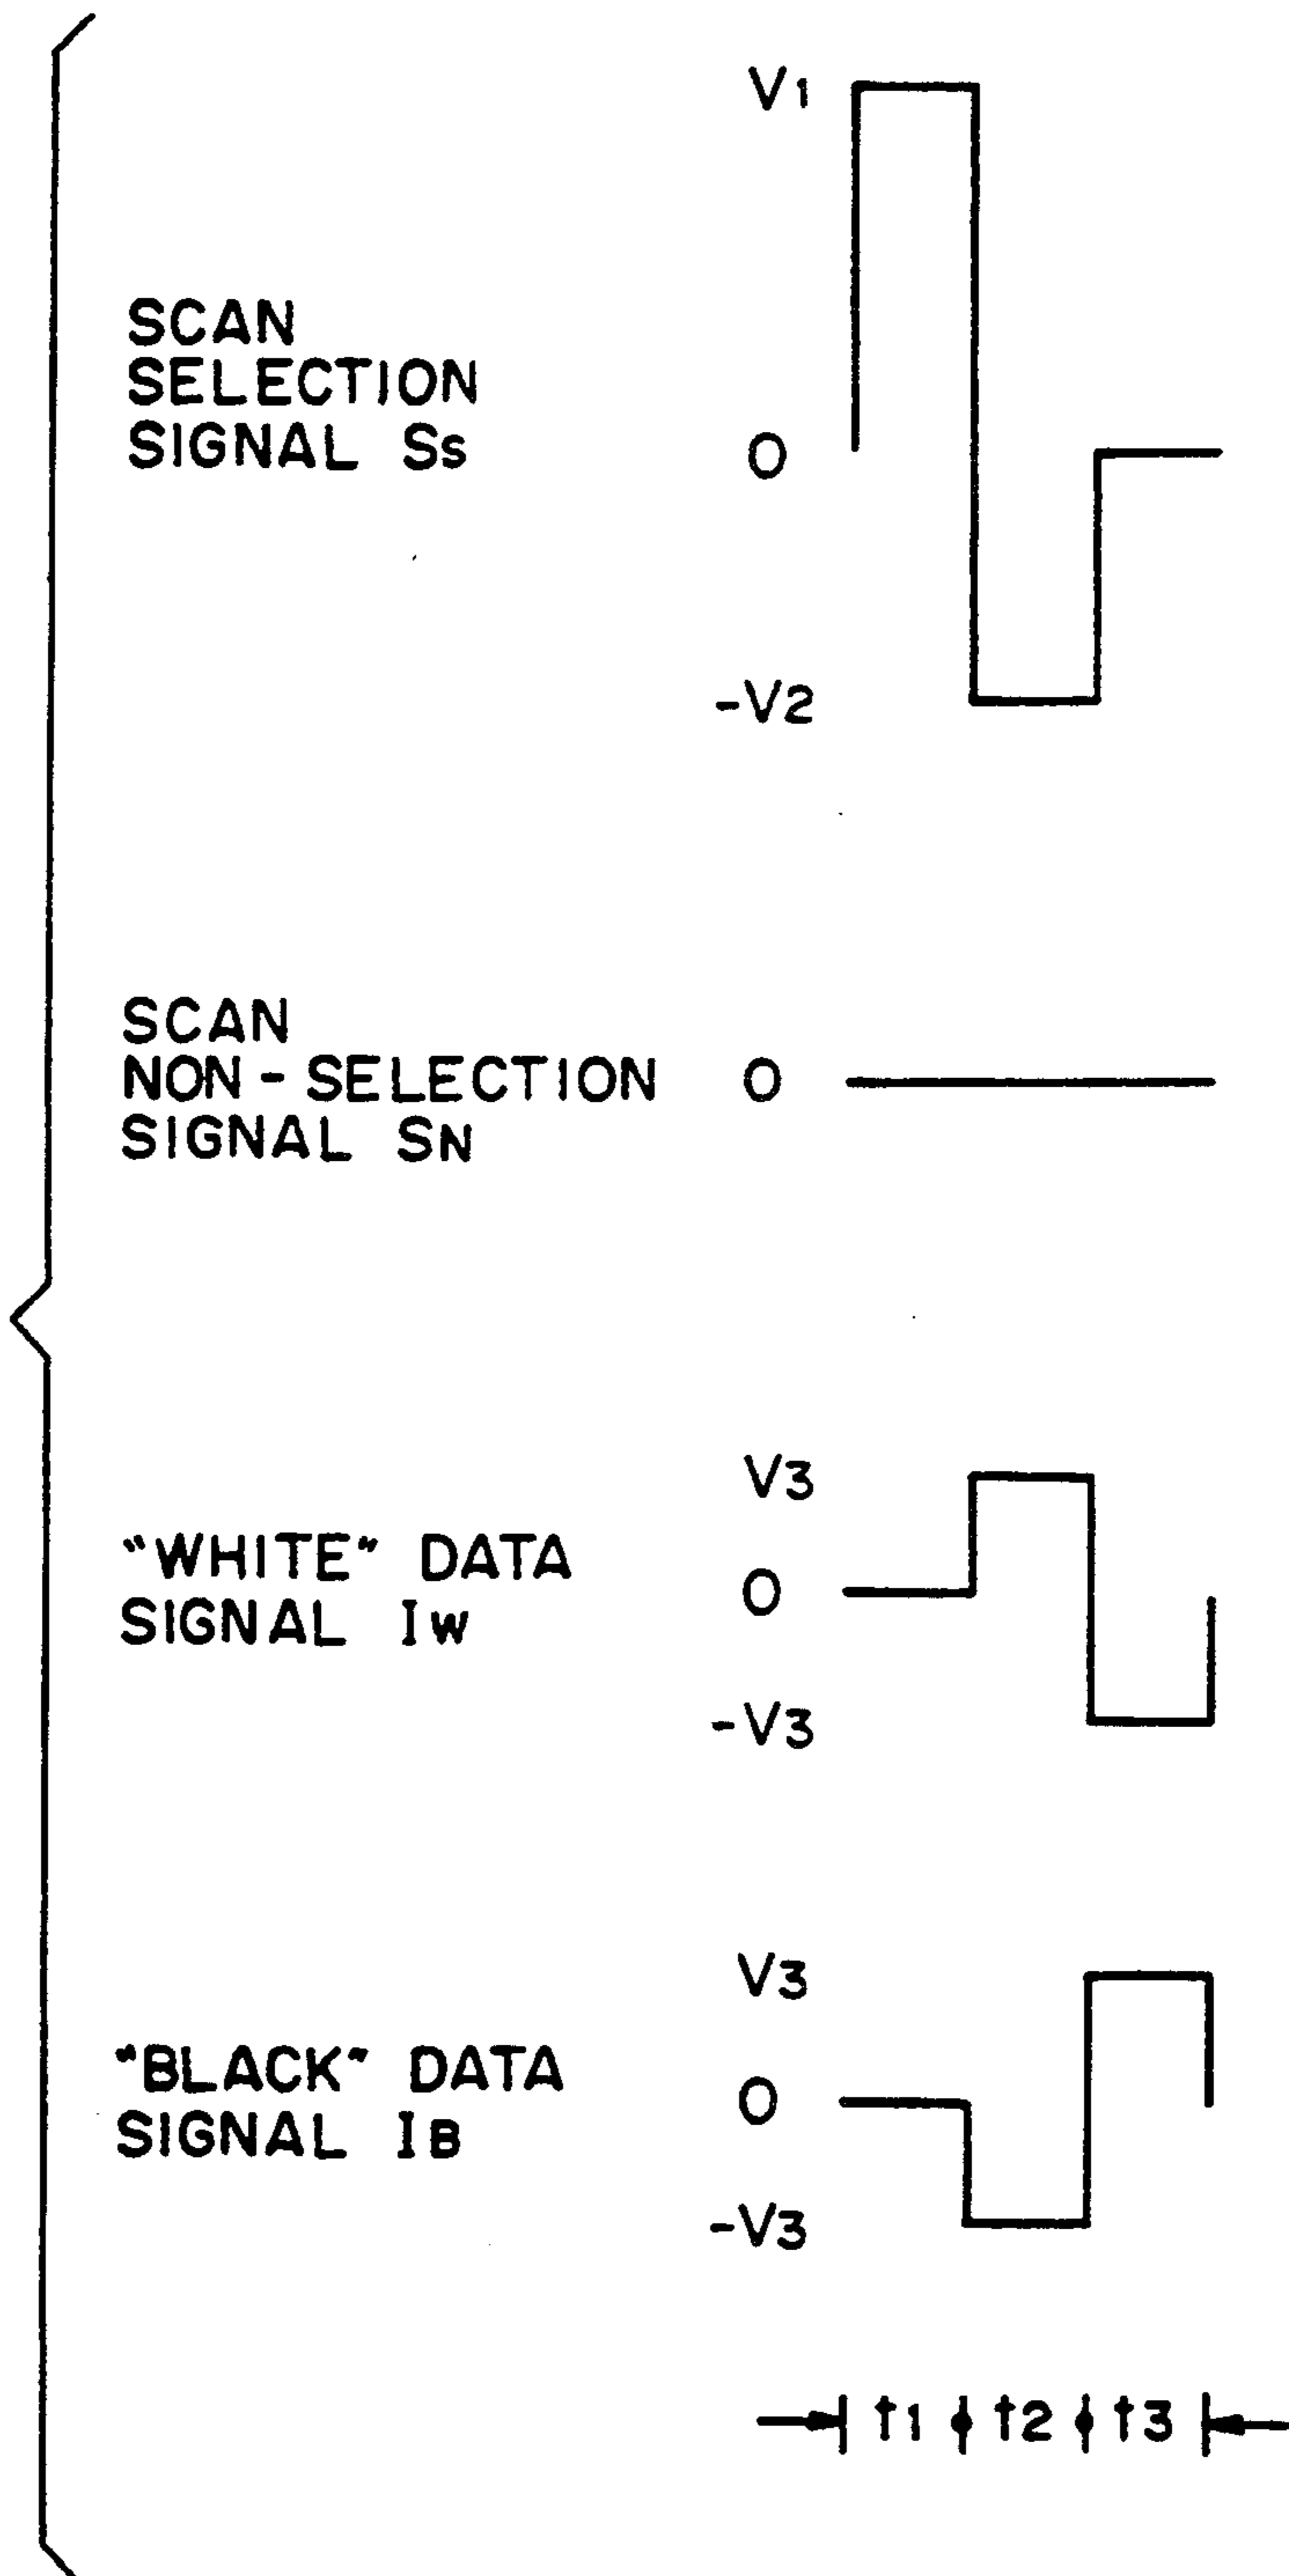 V1
SCAN
SELECTION
SIGNAL Ss
0
-V2
SCAN
NON-SELECTION
SIGNAL SN
0
V3
"WHITE" DATA
SIGNAL IW
0
-V3
V3
"BLACK" DATA
SIGNAL IB
0
-V3
t1 t2 t3